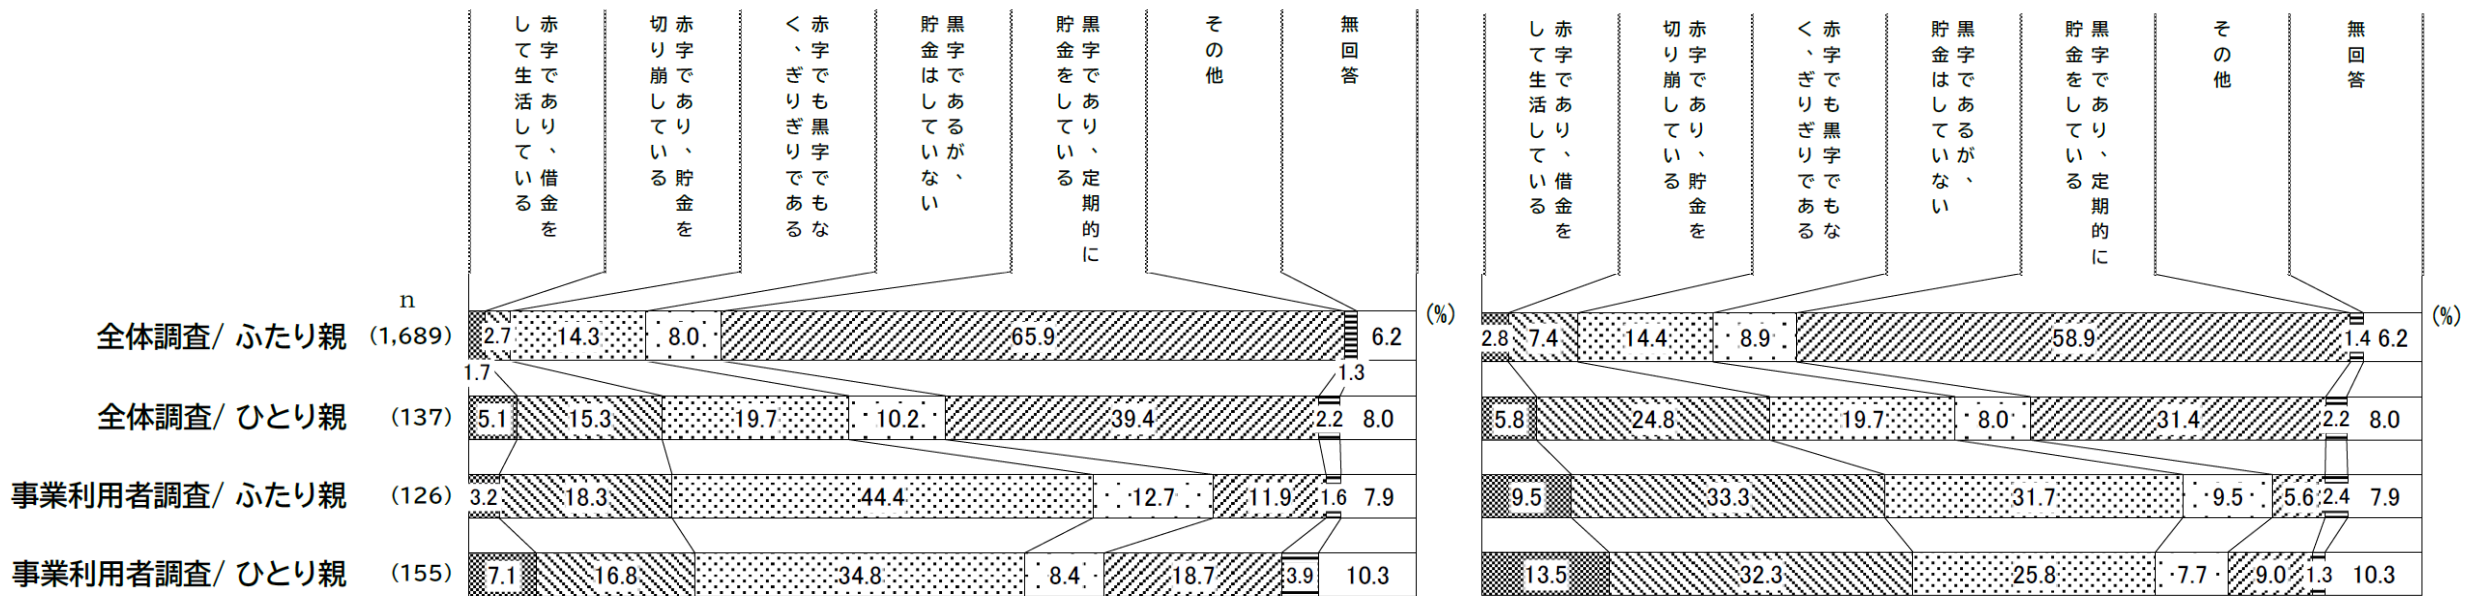 赤字であり、借金を
して生活している
赤字であり、貯金を
切り崩している
赤字でも黒字でもな
く、ぎりぎりである
黒字であるが、
貯金はしていない
黒字であり、定期的に
貯金をしている
その他
無回答
赤字であり、借金を
して生活している
赤字であり、貯金を
切り崩している
赤字でも黒字でもな
く、ぎりぎりである
黒字であるが、
貯金はしていない
黒字であり、定期的に
貯金をしている
その他
無回答
n
(%)
(%)
全体調査/ ふたり親 (1,689) 2.7 14.3 8.0 65.9 6.2 2.8 7.4 14.4 8.9 58.9 1.4 6.2
1.7 1.3
全体調査/ ひとり親 (137) 5.1 15.3 19.7 10.2 39.4 2.2 8.0 5.8 24.8 19.7 8.0 31.4 2.2 8.0
事業利用者調査/ ふたり親 (126) 3.2 18.3 44.4 12.7 11.9 1.6 7.9 9.5 33.3 31.7 9.5 5.6 2.4 7.9
事業利用者調査/ ひとり親 (155) 7.1 16.8 34.8 8.4 18.7 3.9 10.3 13.5 32.3 25.8 7.7 9.0 1.3 10.3